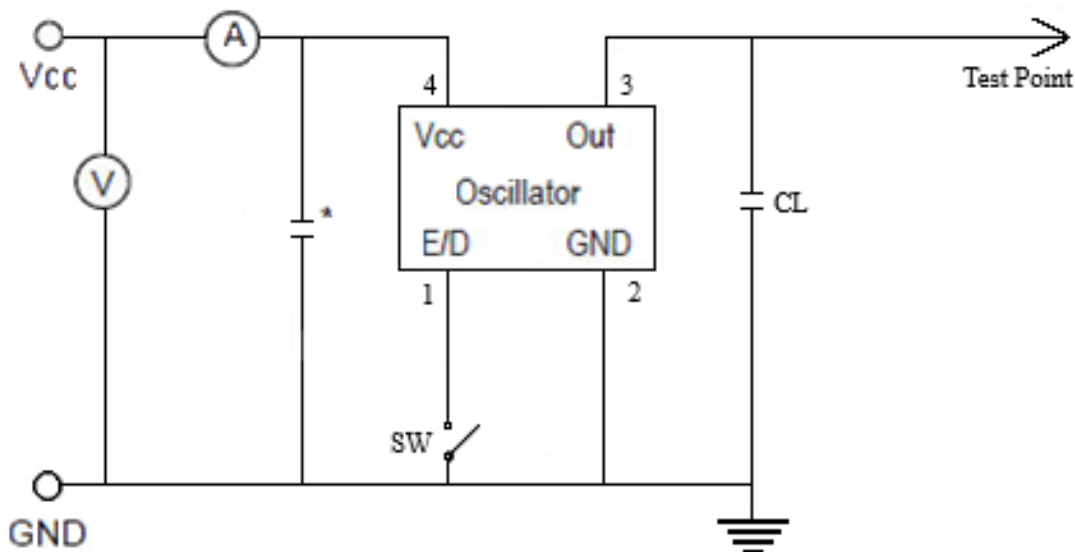 A
Vcc
4
3
Test Point
Vcc Out
V
Oscillator
*
CL
E/D GND
1
2
SW
GND